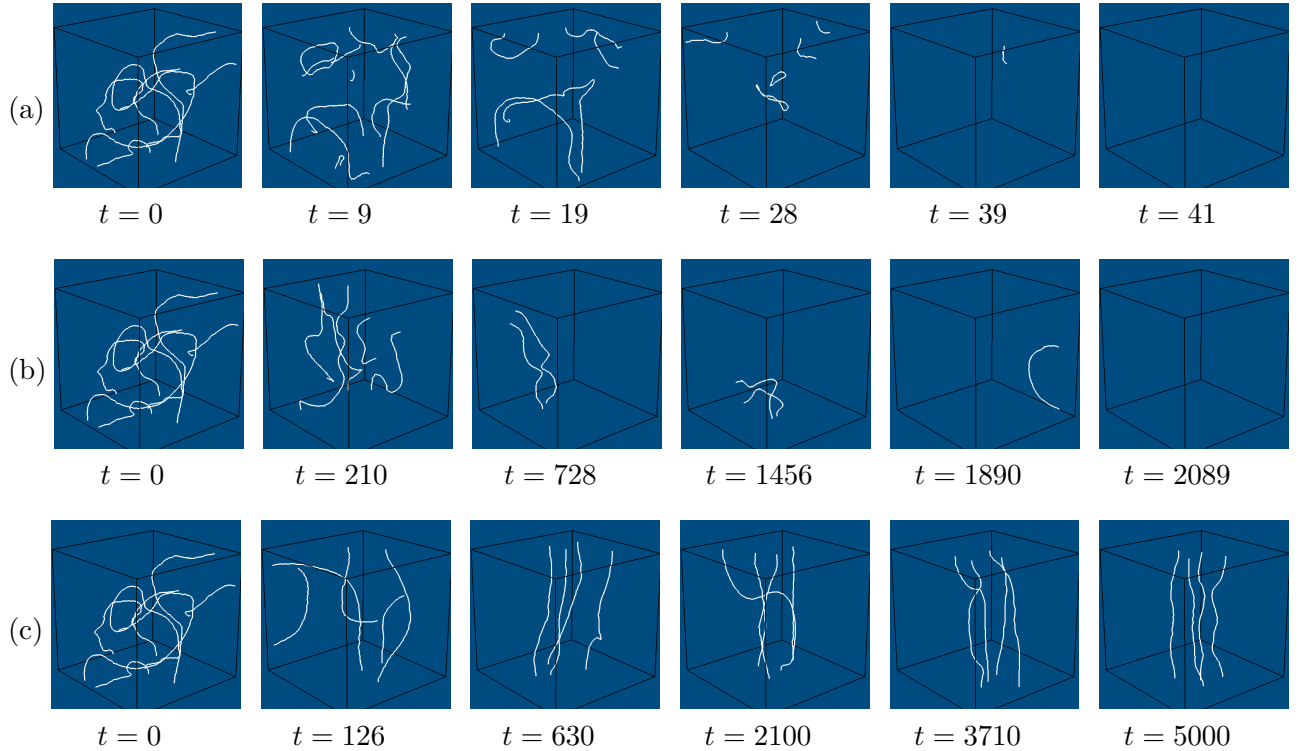 (a)
t = 0 t = 9 t = 19 t = 28 t = 39 t = 41
(b)
t = 0 t = 210 t = 728 t = 1456 t = 1890 t = 2089
(c)
t = 0 t = 126 t = 630 t = 2100 t = 3710 t = 5000